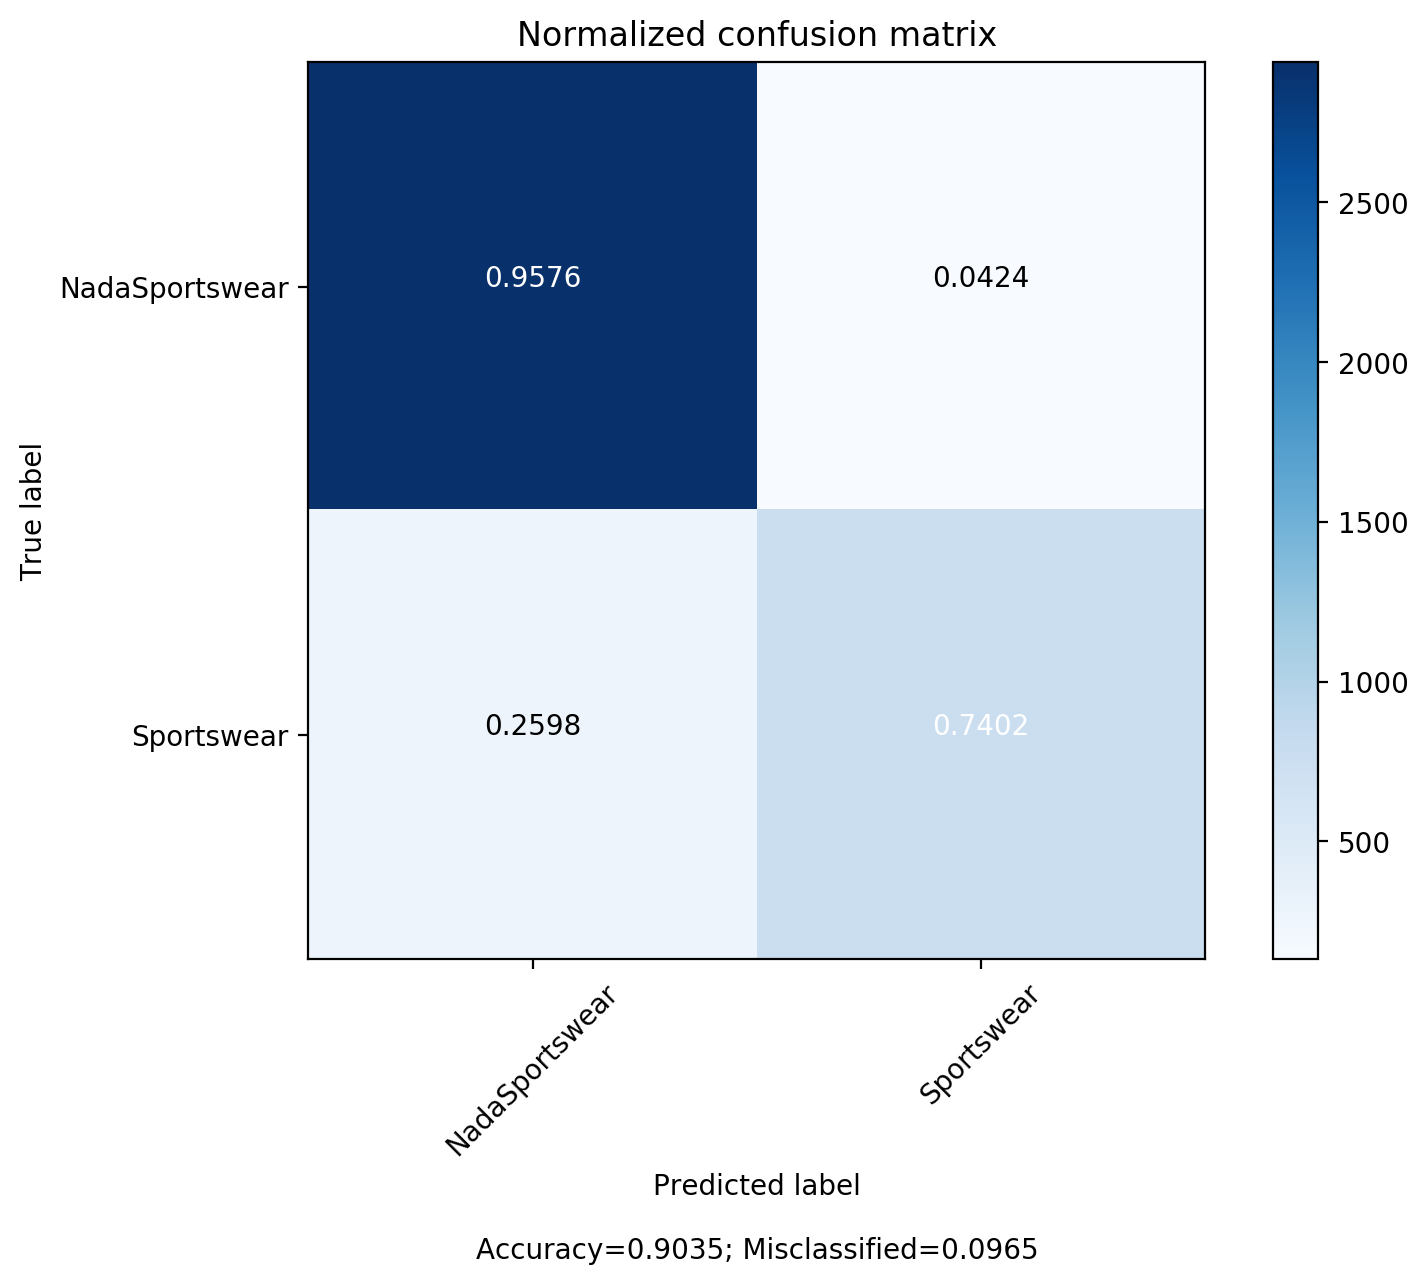 Normalized confusion matrix
True label
NadaSportswear
0.9576
0.0424
Sportswear
0.2598
0.7402
NadaSportswear
Sportswear
Predicted label
Accuracy=0.9035; Misclassified=0.0965
2500
2000
1500
1000
500